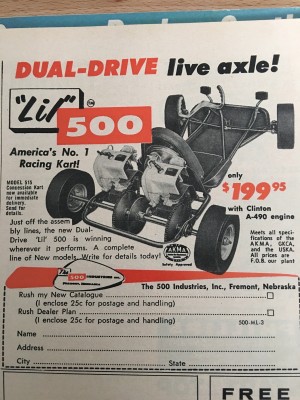 DUAL-DRIVE live axle!
"Lil'"
500
America's No. 1
Racing Kart!
MODEL 515
Concession Kart
now available
for immediate
delivery.
Send for
details.
only
$199.95
with Clinton
A-490 engine
Just off the assem
bly lines, the new Dual-
Drive 'Lil' 500 is winning
wherever it performs. A complete
line of New models. Write for details today!
AKMA
Safety Approved
Meets all speci-
fications of the
A.K.M.A., GKCA,
and the USKA.
All prices are
F.O.B. our plant
The
500
INDUSTRIES Inc.
The 500 Industries, Inc., Fremont, Nebraska
Rush my New Catalogue
(I enclose 25c for postage and handling)
Rush Dealer Plan
(I enclose 25c for postage and handling)
500-ML-3
Name
Address
City State
FREE